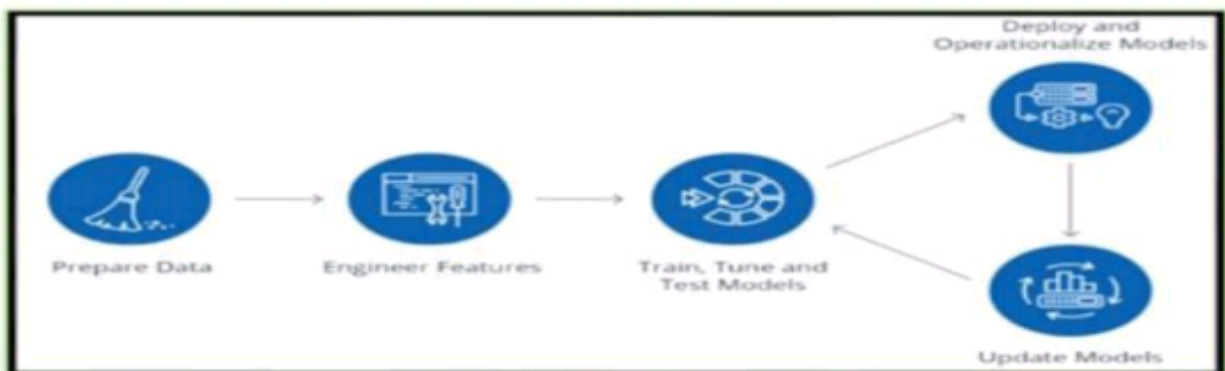 Prepare Data
Engineer Features
Train, Tune and
Test Models
Deploy and
Operationalize Models
Update Models